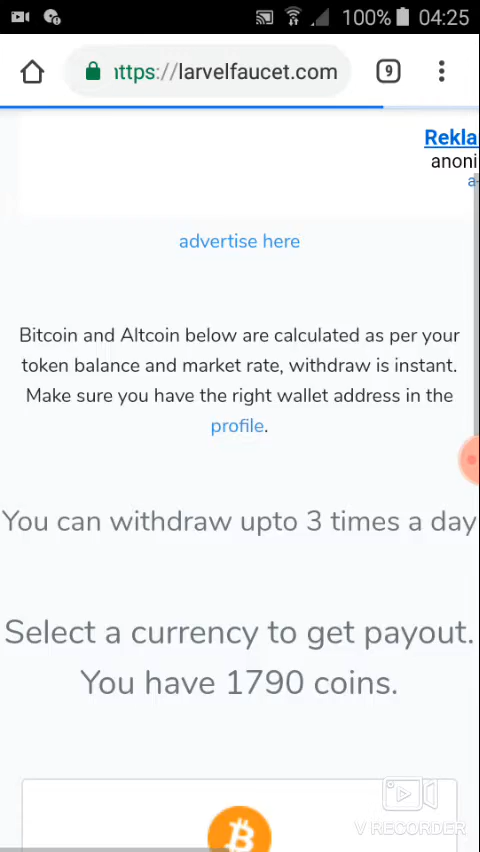 100% 04:25
ttps://larvelfaucet.com 9
Rekla
anoni
a-
advertise here
Bitcoin and Altcoin below are calculated as per your
token balance and market rate, withdraw is instant.
Make sure you have the right wallet address in the
profile.
You can withdraw upto 3 times a day
Select a currency to get payout.
You have 1790 coins.
V RECORDER